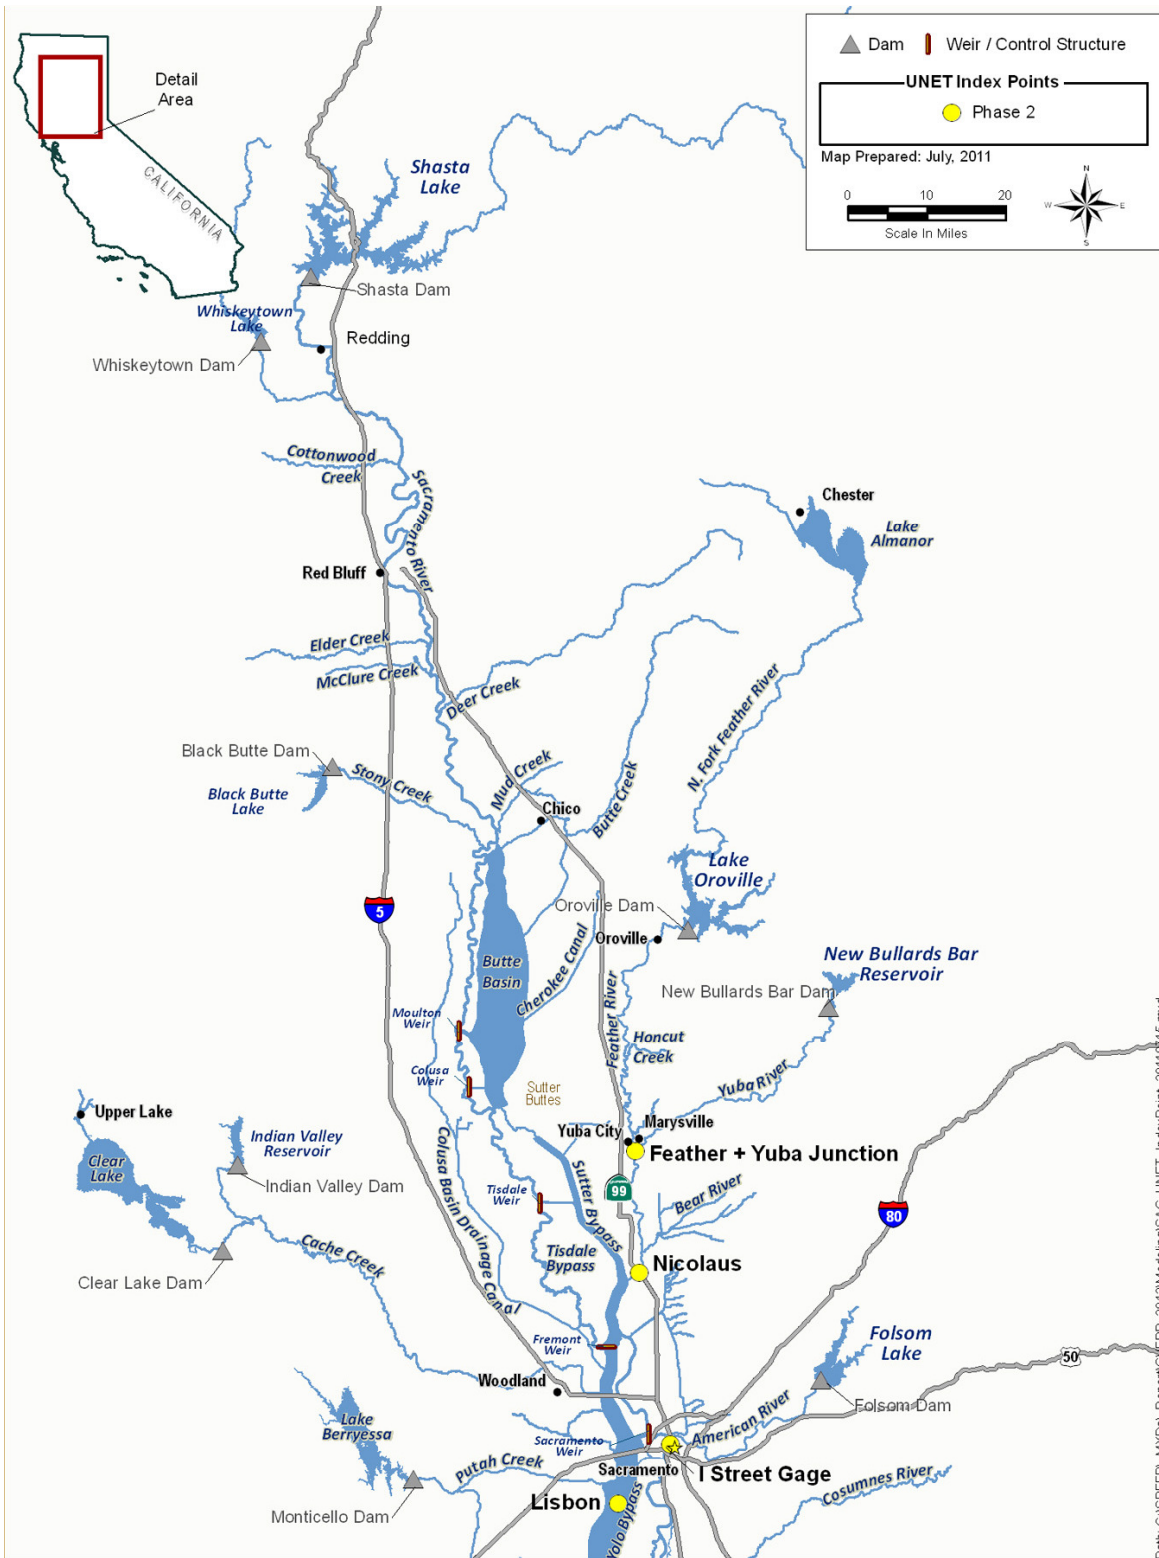 Dam
Weir / Control Structure
UNET Index Points
Phase 2
Map Prepared: July, 2011
N
W
E
S
0
10
20
Scale In Miles
Detail
Area
CALIFORNIA
Shasta
Lake
Shasta Dam
Whiskeytown
Lake
Redding
Whiskeytown Dam
Cottonwood
Creek
Sacramento River
Chester
Lake
Almanor
Red Bluff
Elder Creek
McClure Creek
Deer Creek
N. Fork Feather River
Black Butte Dam
Stony Creek
Mud Creek
Black Butte
Lake
Chico
Butte Creek
Lake
Oroville
5
Oroville Dam
Oroville
Butte
Basin
Cherokee Canal
Feather River
New Bullards Bar
Reservoir
New Bullards Bar Dam
Moulton
Weir
Honcut
Creek
Colusa
Weir
Sutter
Buttes
Yuba River
Upper Lake
Marysville
Yuba City
Indian Valley
Reservoir
Feather + Yuba Junction
Clear
Lake
Colusa Basin Drainage Canal
Indian Valley Dam
Tisdale
Weir
Sutter Bypass
99
Bear River
80
Cache Creek
Tisdale
Bypass
Nicolaus
Clear Lake Dam
Fremont
Weir
Folsom
Lake
50
Woodland
Folsom Dam
Lake
Berryessa
American River
Sacramento
Weir
Putah Creek
Sacramento
I Street Gage
Cosumnes River
Lisbon
Yolo Bypass
Monticello Dam